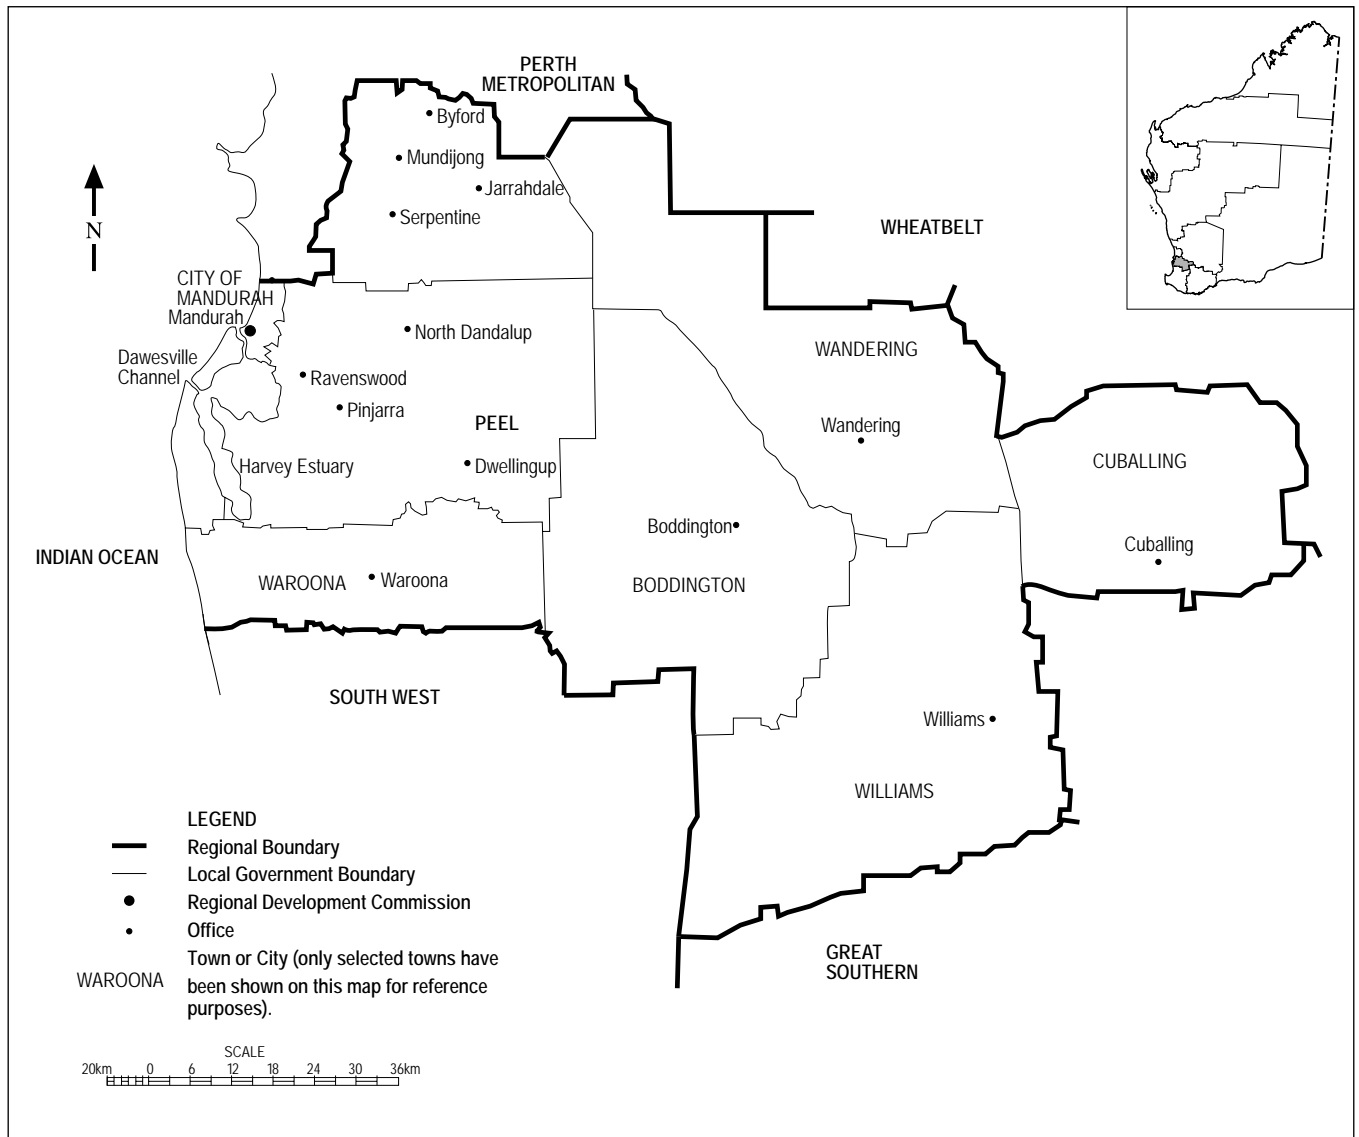 PERTH
METROPOLITAN
Byford
Mundijong
Jarrahdale
Serpentine
N
WHEATBELT
CITY OF
MANDURAH
Mandurah
North Dandalup
WANDERING
Dawesville
Channel
Ravenswood
Pinjarra
PEEL
Wandering
CUBALLING
Harvey Estuary
Dwellingup
Boddington
Cuballing
INDIAN OCEAN
WAROONA
Waroona
BODDINGTON
SOUTH WEST
Williams
WILLIAMS
GREAT
SOUTHERN
LEGEND
Regional Boundary
Local Government Boundary
Regional Development Commission
Office
Town or City (only selected towns have
WAROONA
been shown on this map for reference
purposes).
SCALE
20km 0 6 12 18 24 30 36km